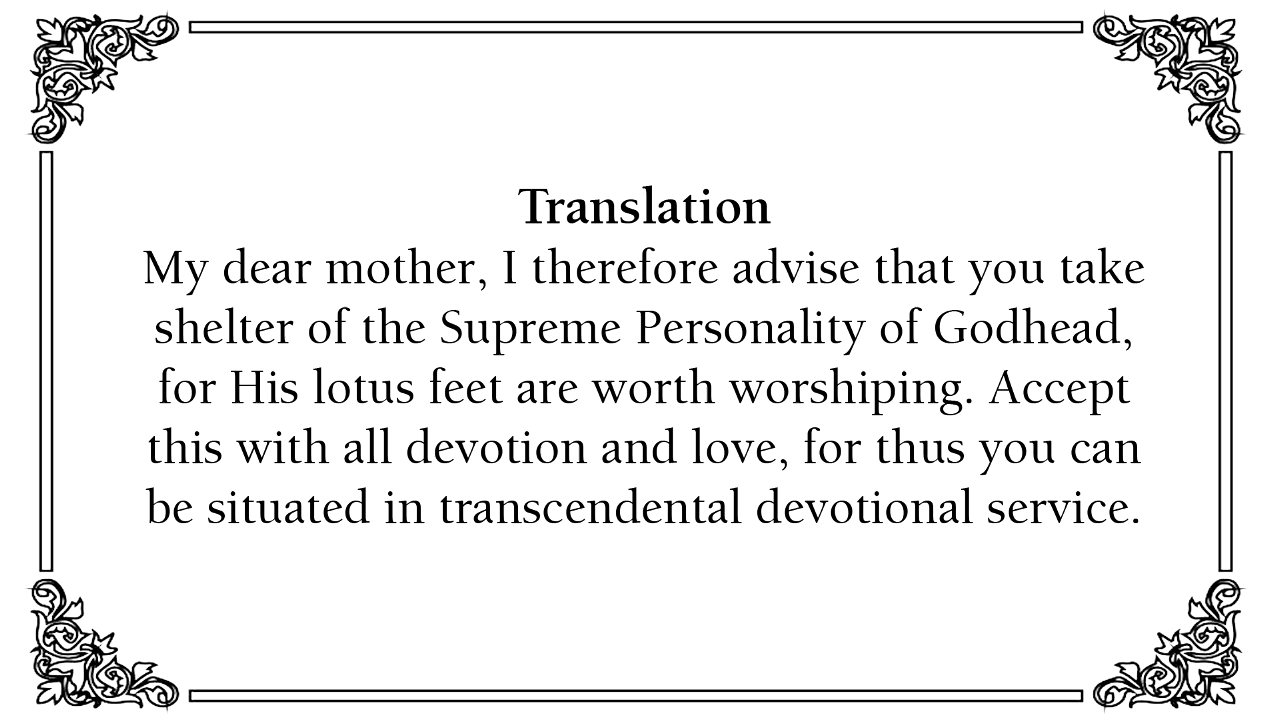 Translation
My dear mother, I therefore advise that you take
shelter of the Supreme Personality of Godhead,
for His lotus feet are worth worshiping. Accept
this with all devotion and love, for thus you can
be situated in transcendental devotional service.